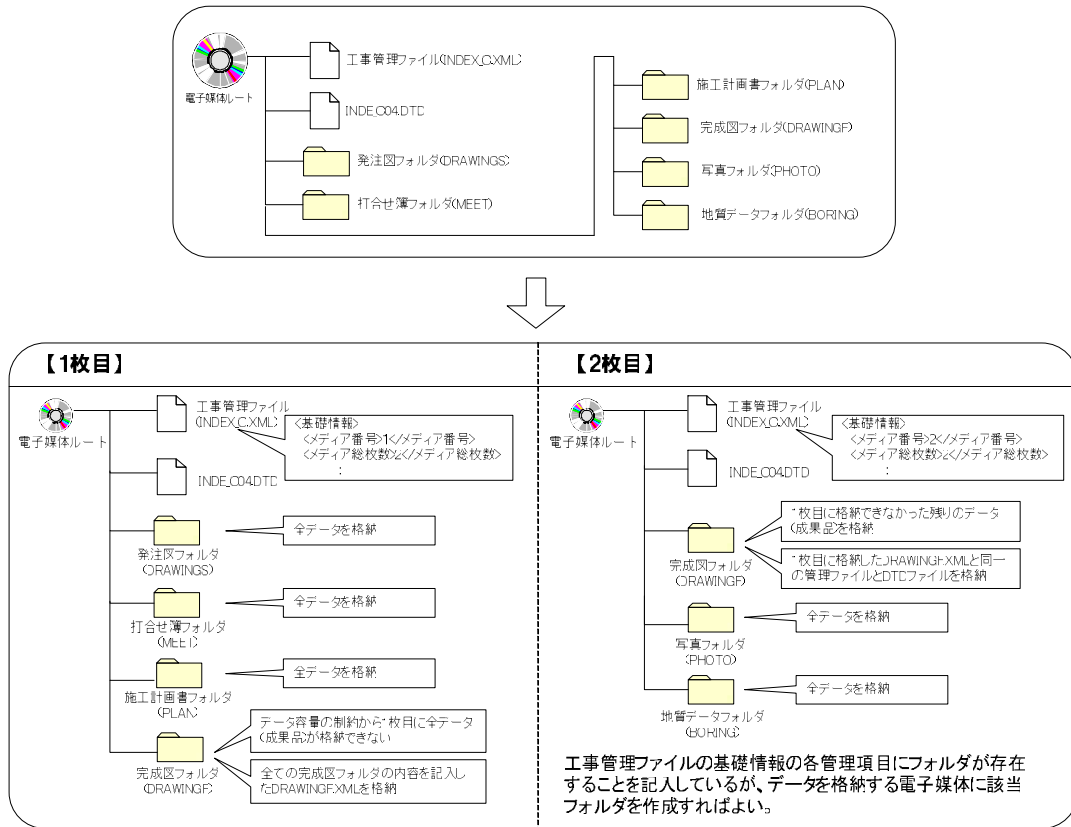 電子媒体ルート
工事管理ファイル(INDEX_C.XML)
INDE_C04.DTD
発注図フォルダ(DRAWINGS)
打合せ簿フォルダ(MEET)
施工計画書フォルダ(PLAN)
完成図フォルダ(DRAWINGF)
写真フォルダ(PHOTO)
地質データフォルダ(BORING)
【1枚目】
電子媒体ルート
工事管理ファイル
(INDEX_C.XML)
<基礎情報>
<メディア番号>1</メディア番号>
<メディア総枚数>2</メディア総枚数>
:
INDE_C04.DTD
発注図フォルダ
(DRAWINGS)
全データを格納
打合せ簿フォルダ
(MEET)
全データを格納
施工計画書フォルダ
(PLAN)
全データを格納
完成図フォルダ
(DRAWINGF)
データ容量の制約から1枚目に全データ
(成果品)が格納できない
全ての完成図フォルダの内容を記入し
たDRAWINGF.XMLを格納
【2枚目】
電子媒体ルート
工事管理ファイル
(INDEX_C.XML)
<基礎情報>
<メディア番号>2</メディア番号>
<メディア総枚数>2</メディア総枚数>
:
INDE_C04.DTD
完成図フォルダ
(DRAWINGF)
1枚目に格納できなかった残りのデータ
(成果品)を格納
1枚目に格納したDRAWINGF.XMLと同一
の管理ファイルとDTDファイルを格納
写真フォルダ
(PHOTO)
全データを格納
地質データフォルダ
(BORING)
全データを格納
工事管理ファイルの基礎情報の各管理項目にフォルダが存在
することを記入しているが、データを格納する電子媒体に該当
フォルダを作成すればよい。